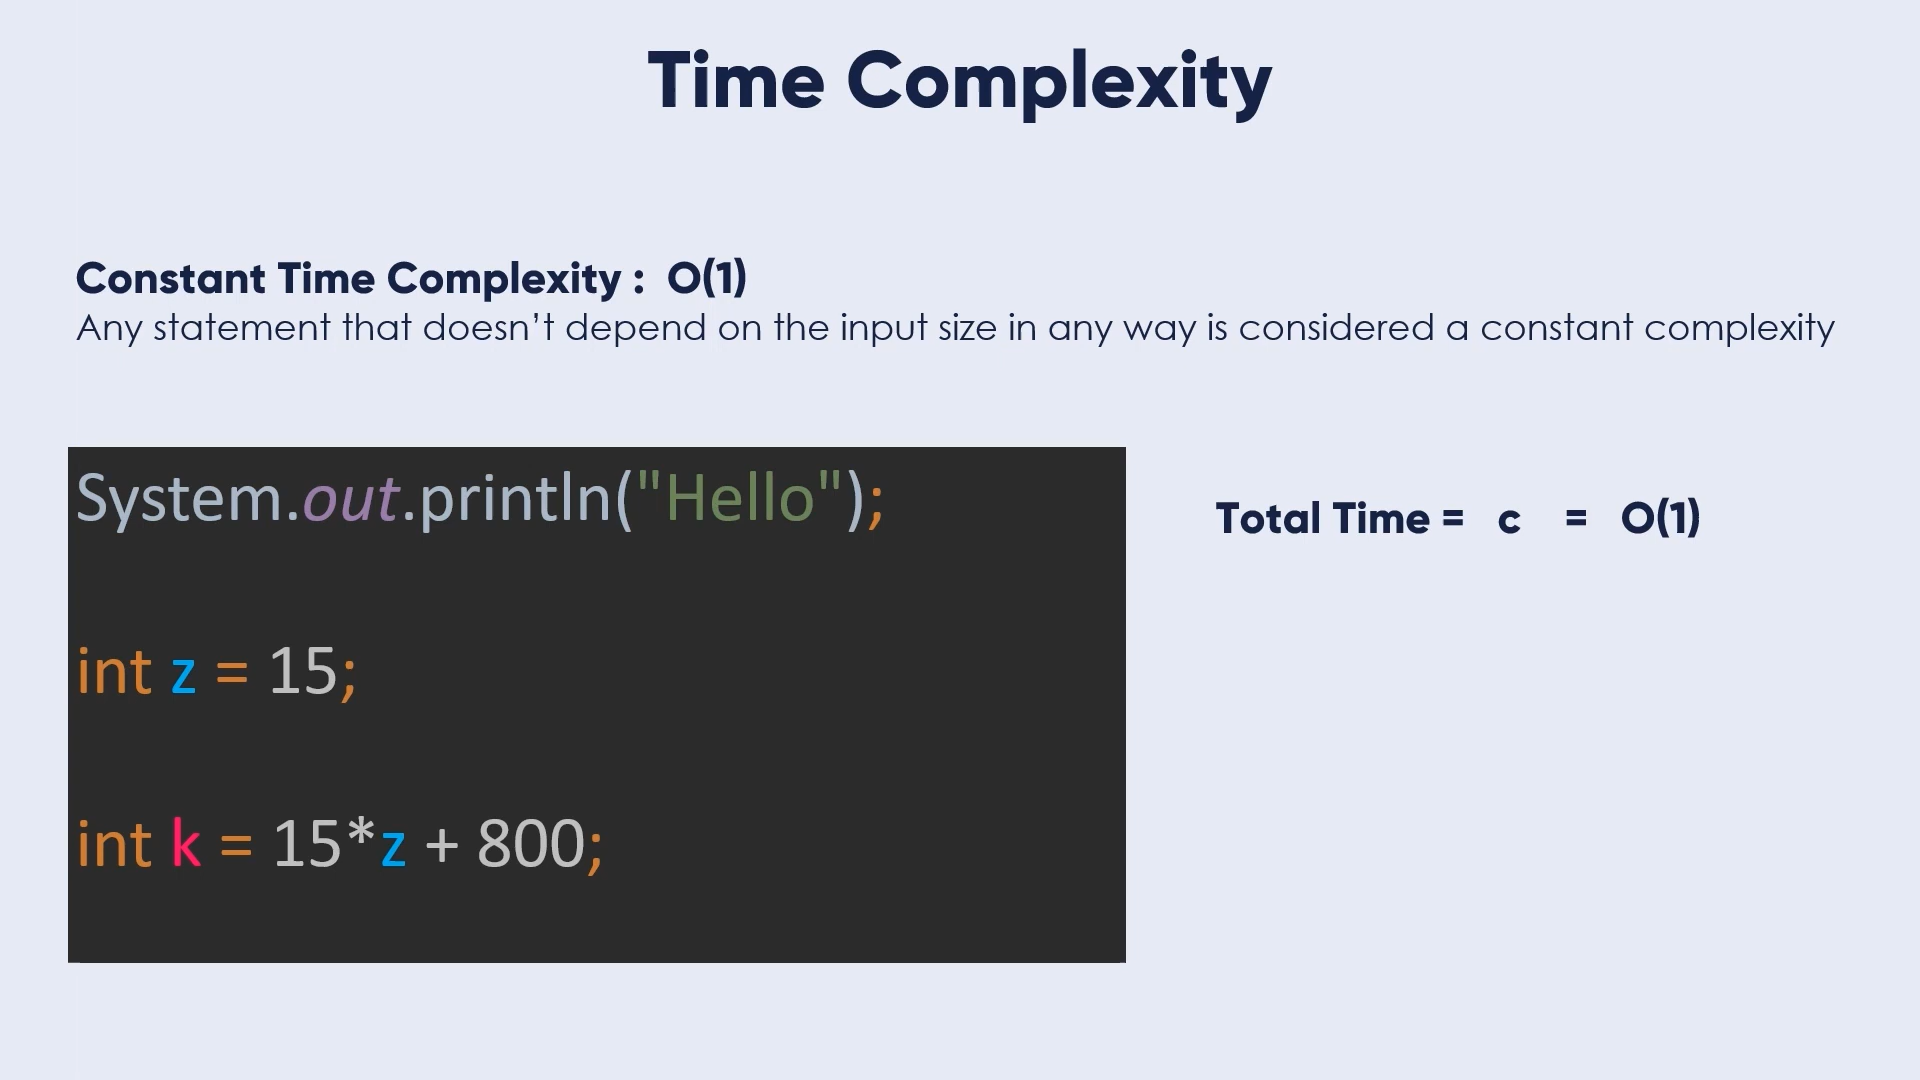 Time Complexity
Constant Time Complexity : O(1)
Any statement that doesn’t depend on the input size in any way is considered a constant complexity
System.out.println("Hello");
Total Time = c = O(1)
int z = 15;
int k = 15*z + 800;